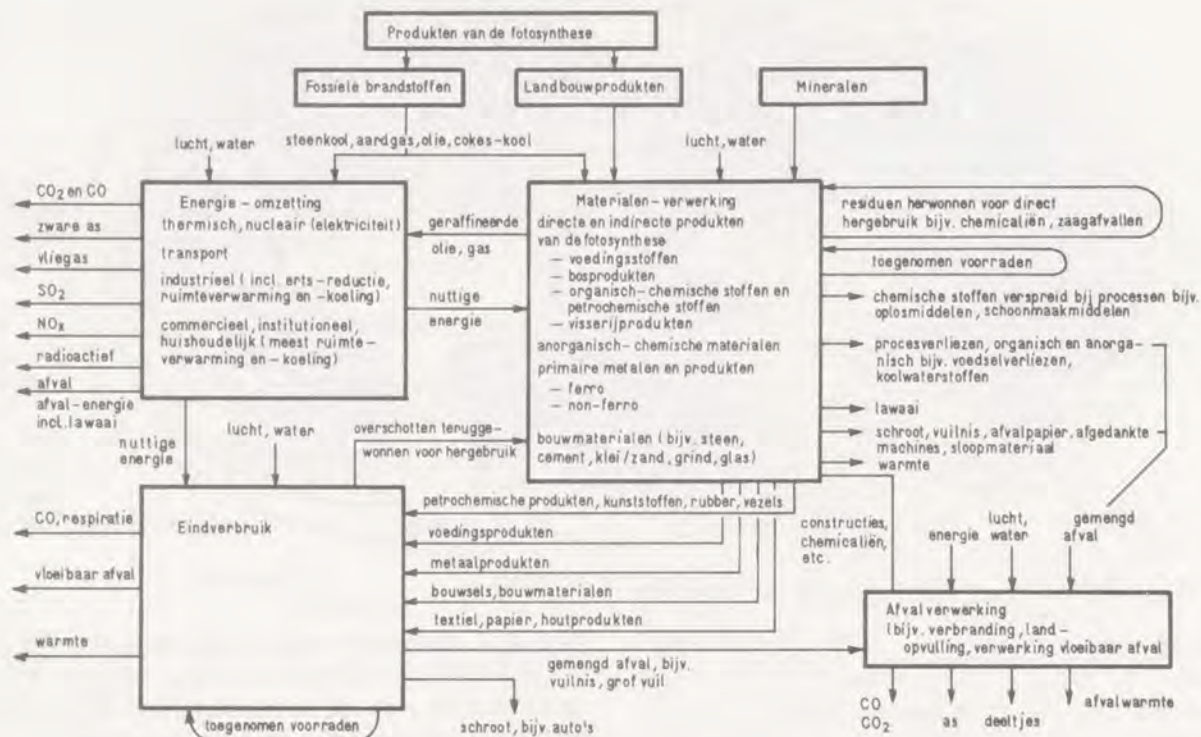 Produkten van de fotosynthese
Fossiele brandstoffen
Landbouwprodukten
Mineralen
lucht, water
steenkool, aardgas, olie, cokes-kool
lucht, water
CO₂ en CO
zware as
vliegas
SO₂
NOₓ
radioactief
afval
afval-energie
incl. lawaai
Energie - omzetting
thermisch, nucleair (elektriciteit)
transport
industrieel (incl. erts-reductie,
ruimteverwarming en -koeling)
commercieel, institutioneel,
huishoudelijk (meest ruimte-
verwarming en -koeling)
geraffineerde
olie, gas
nuttige
energie
Materialen-verwerking
directe en indirecte produkten
van de fotosynthese
— voedingsstoffen
— bosprodukten
— organisch-chemische stoffen en
petrochemische stoffen
— visserijprodukten
anorganisch-chemische materialen
primaire metalen en produkten
— ferro
— non-ferro
bouwmaterialen (bijv. steen,
cement, klei/zand, grind, glas)
residuen herwonnen voor direct
hergebruik bijv. chemicaliën, zaagafvallen
toegenomen voorraden
chemische stoffen verspreid bij processen bijv.
oplosmiddelen, schoonmaakmiddelen
procesverliezen, organisch en anorga-
nisch bijv. voedselverliezen,
koolwaterstoffen
lawaai
schroot, vuilnis, afvalpapier, afgedankte
machines, sloopmateriaal
warmte
nuttige
energie
lucht, water
overschotten terugge-
wonnen voor hergebruik
Eindverbruik
CO, respiratie
vloeibaar afval
warmte
petrochemische produkten, kunststoffen, rubber, vezels
voedingsprodukten
metaalprodukten
bouwsels, bouwmaterialen
textiel, papier, houtprodukten
gemengd afval, bijv.
vuilnis, grof vuil
toegenomen voorraden
schroot, bijv. auto's
constructies,
chemicaliën,
etc.
energie
lucht,
water
gemengd
afval
Afvalverwerking
(bijv. verbranding, land-
opvulling, verwerking vloeibaar afval
CO
CO₂
as
deeltjes
afvalwarmte